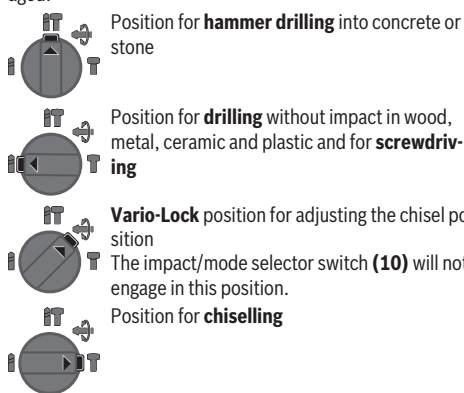 aged.
Position for hammer drilling into concrete or
stone
Position for drilling without impact in wood,
metal, ceramic and plastic and for screwdriv-
ing
Vario-Lock position for adjusting the chisel po
sition
The impact/mode selector switch (10) will not
engage in this position.
Position for chiselling